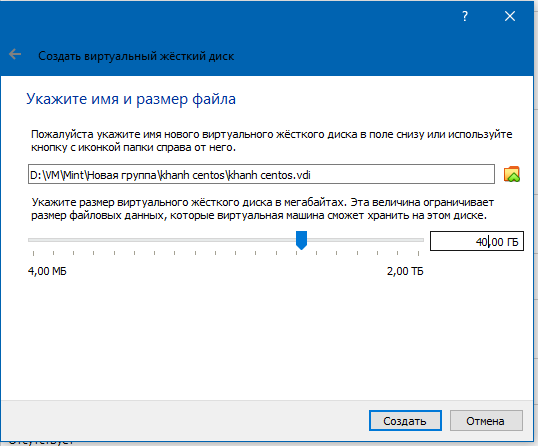 ?
Создать виртуальный жёсткий диск
Укажите имя и размер файла
Пожалуйста укажите имя нового виртуального жёсткого диска в поле снизу или используйте
кнопку с иконкой папки справа от него.
D:\VM\Mint\Новая группа\khanh centos\khanh centos.vdi
Укажите размер виртуального жёсткого диска в мегабайтах. Эта величина ограничивает
размер файловых данных, которые виртуальная машина сможет хранить на этом диске.
40,00 ГБ
4,00 МБ
2,00 ТБ
Создать
Отмена
Отсутствует